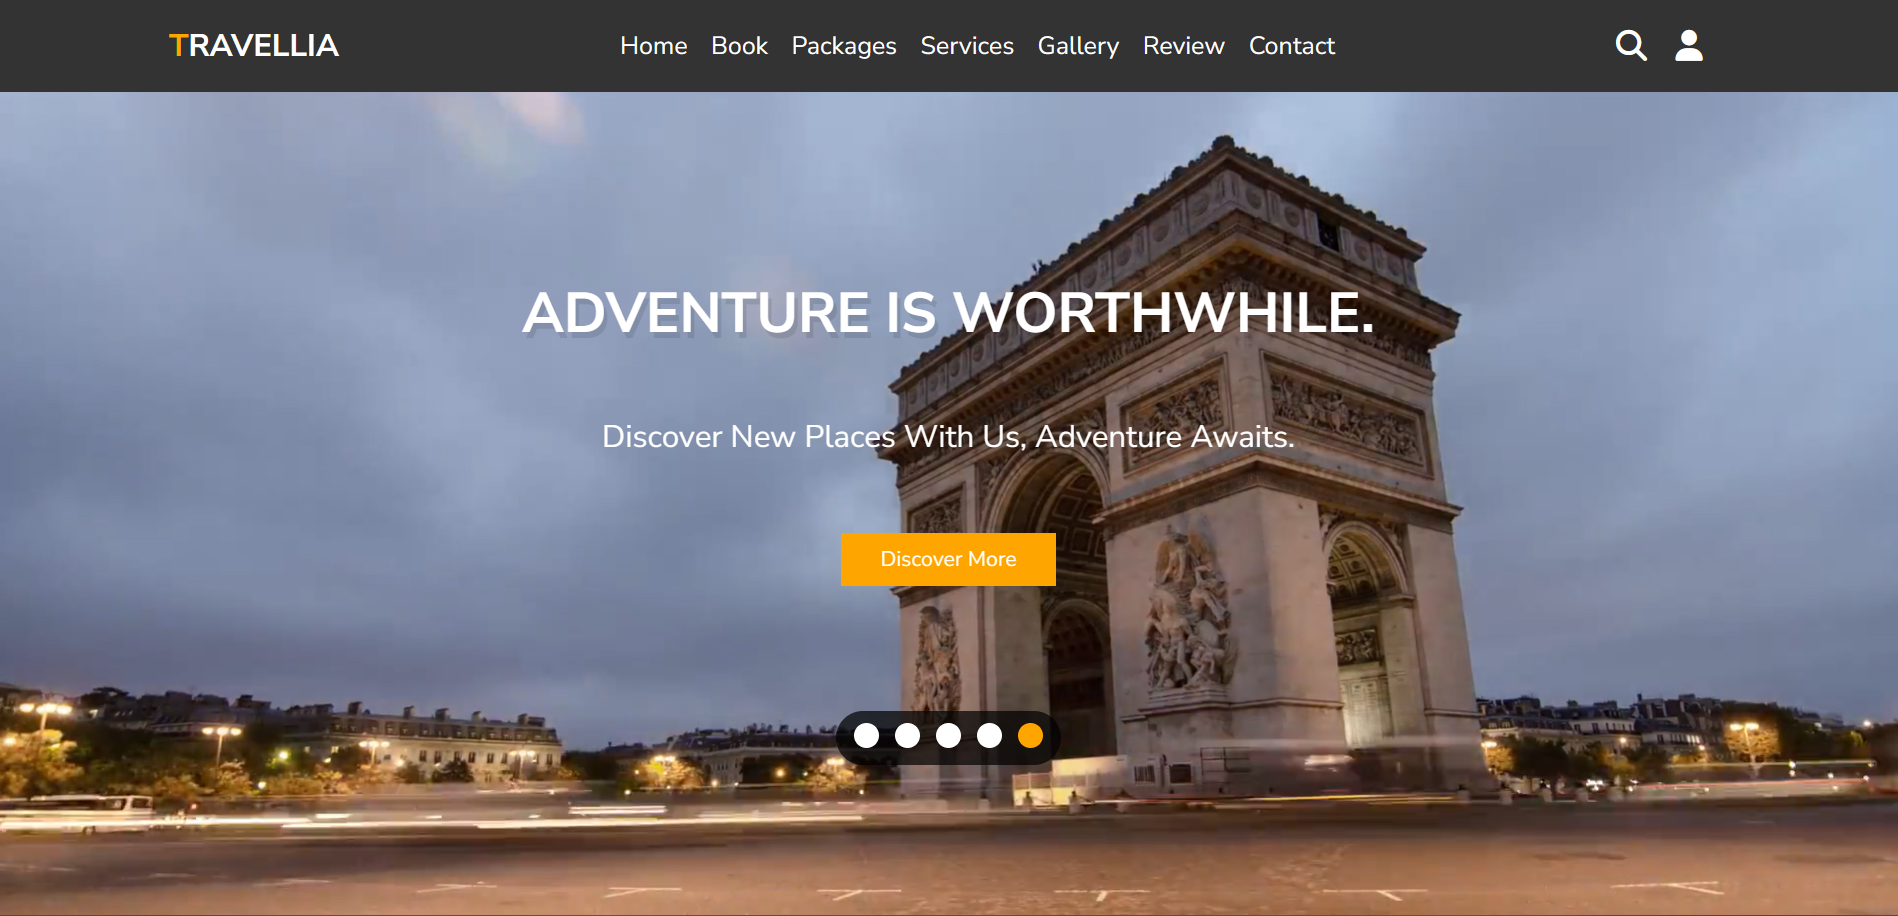 TRAVELLIA
Home Book Packages Services Gallery Review Contact
ADVENTURE IS WORTHWHILE.
Discover New Places With Us, Adventure Awaits.
Discover More